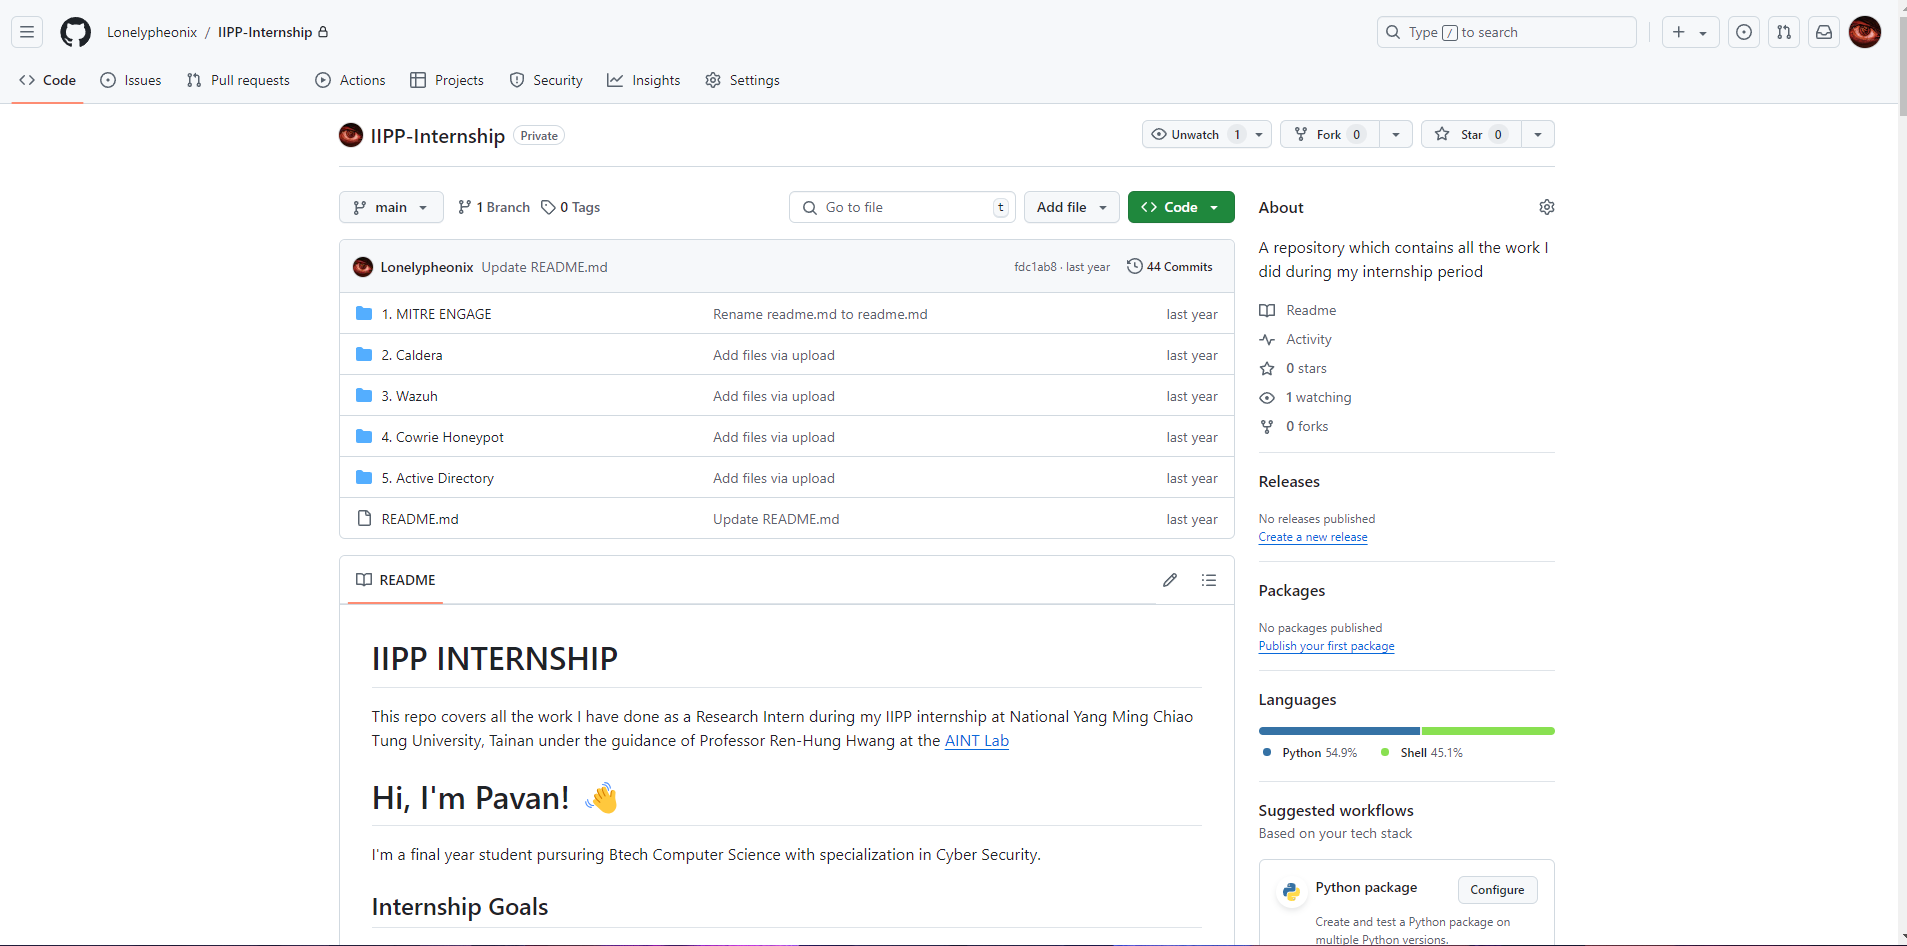 Lonelypheonix / IIPP-Internship
Type / to search
Code Issues Pull requests Actions Projects Security Insights Settings
IIPP-Internship Private
Unwatch 1 Fork 0 Star 0
main 1 Branch 0 Tags Go to file t Add file Code
Lonelypheonix Update README.md fdc1ab8 · last year 44 Commits
1. MITRE ENGAGE Rename readme.md to readme.md last year
2. Caldera Add files via upload last year
3. Wazuh Add files via upload last year
4. Cowrie Honeypot Add files via upload last year
5. Active Directory Add files via upload last year
README.md Update README.md last year
README
IIPP INTERNSHIP
This repo covers all the work I have done as a Research Intern during my IIPP internship at National Yang Ming Chiao
Tung University, Tainan under the guidance of Professor Ren-Hung Hwang at the AINT Lab
Hi, I'm Pavan! 👋
I'm a final year student pursuring Btech Computer Science with specialization in Cyber Security.
Internship Goals
About
A repository which contains all the work I
did during my internship period
Readme
Activity
0 stars
1 watching
0 forks
Releases
No releases published
Create a new release
Packages
No packages published
Publish your first package
Languages
Python 54.9% Shell 45.1%
Suggested workflows
Based on your tech stack
Python package Configure
Create and test a Python package on
multiple Python versions.